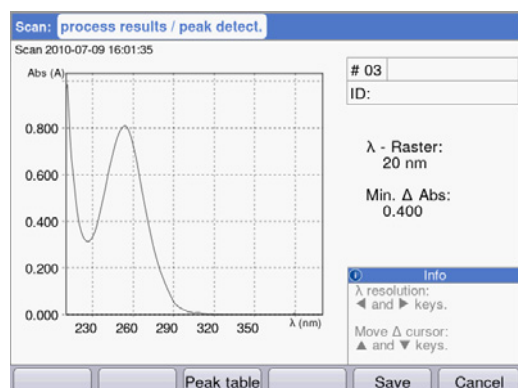 Scan: process results / peak detect.
Scan 2010-07-09 16:01:35
Abs (A)
# 03
ID:
0.800
0.600
0.400
0.200
0.000
230 260 290 320 350 λ (nm)
λ - Raster:
20 nm
Min. Δ Abs:
0.400
Info
λ resolution:
◀ and ▶ keys.
Move Δ cursor:
▲ and ▼ keys.
Peak table
Save
Cancel